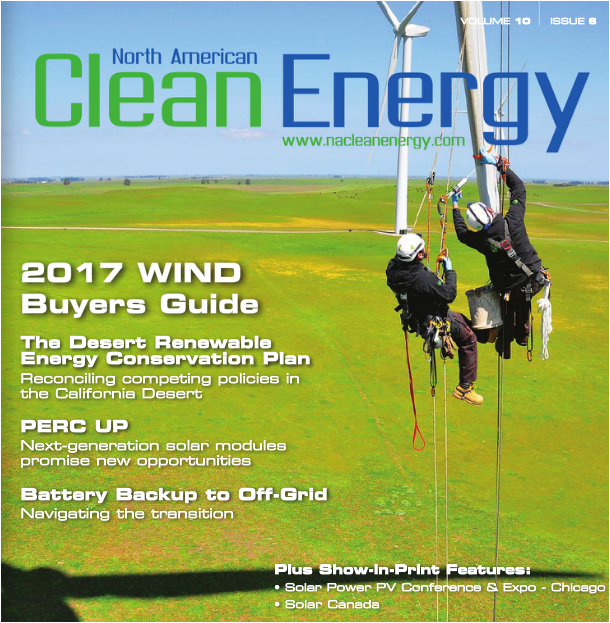 VOLUME 10 | ISSUE 6
North American
Clean Energy
www.nacleanenergy.com
2017 WIND
Buyers Guide
The Desert Renewable
Energy Conservation Plan
Reconciling competing policies in
the California Desert
PERC UP
Next-generation solar modules
promise new opportunities
Battery Backup to Off-Grid
Navigating the transition
Plus Show-In-Print Features:
• Solar Power PV Conference & Expo - Chicago
• Solar Canada